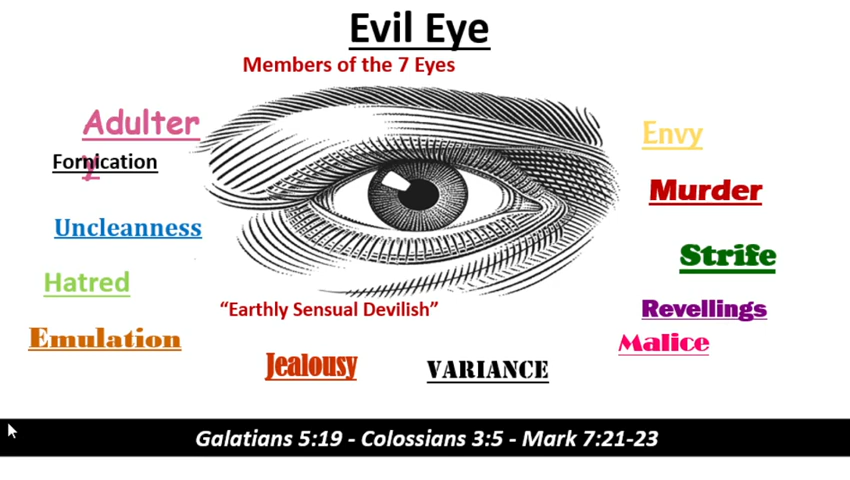 Evil Eye
Members of the 7 Eyes
Adultery
Envy
Fornication
Murder
Uncleanness
Strife
Hatred
“Earthly Sensual Devilish”
Revellings
Emulation
Malice
Jealousy
VARIANCE
Galatians 5:19 - Colossians 3:5 - Mark 7:21-23